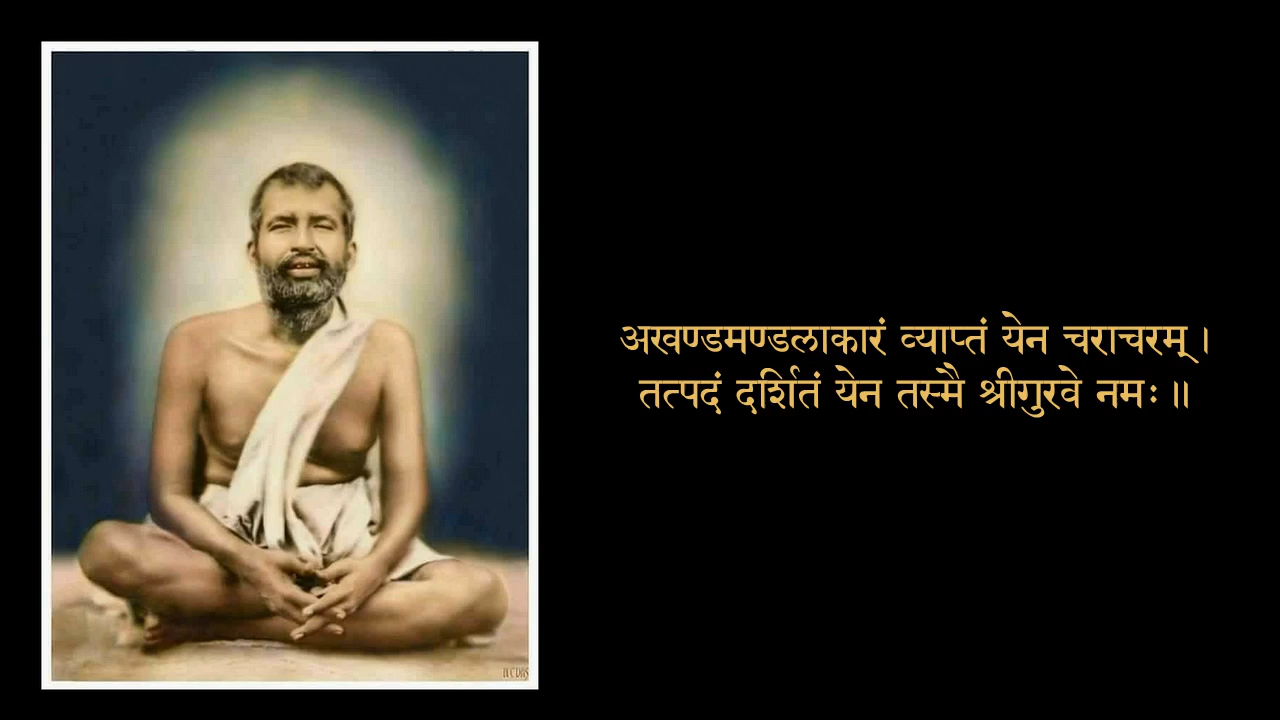 अखण्डमण्डलाकारं व्याप्तं येन चराचरम् ।
तत्पदं दर्शितं येन तस्मै श्रीगुरवे नमः ॥